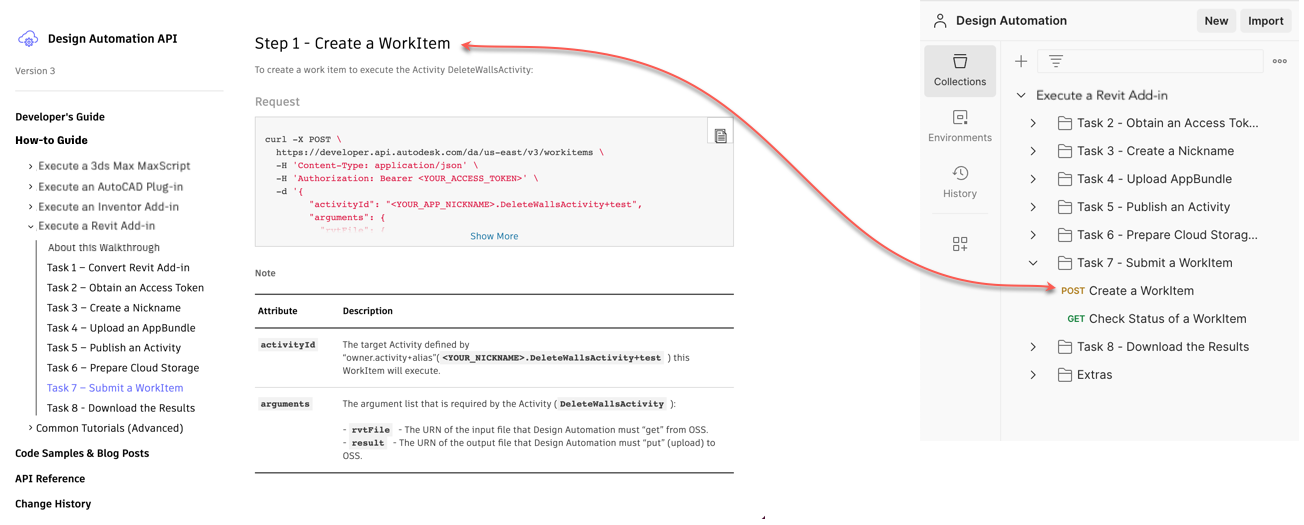 Design Automation API
Version 3
Developer's Guide
How-to Guide
Execute a 3ds Max MaxScript
Execute an AutoCAD Plug-in
Execute an Inventor Add-in
Execute a Revit Add-in
About this Walkthrough
Task 1 – Convert Revit Add-in
Task 2 – Obtain an Access Token
Task 3 – Create a Nickname
Task 4 – Upload an AppBundle
Task 5 – Publish an Activity
Task 6 – Prepare Cloud Storage
Task 7 – Submit a WorkItem
Task 8 - Download the Results
Common Tutorials (Advanced)
Code Samples & Blog Posts
API Reference
Change History
Step 1 - Create a WorkItem
To create a work item to execute the Activity DeleteWallsActivity:
Request
curl -X POST \
https://developer.api.autodesk.com/da/us-east/v3/workitems \
-H 'Content-Type: application/json' \
-H 'Authorization: Bearer <YOUR_ACCESS_TOKEN>' \
-d '{
"activityId": "<YOUR_APP_NICKNAME>.DeleteWallsActivity+test",
"arguments": {
"rvtFile": {
Show More
Note
Attribute Description
activityId The target Activity defined by
"owner.activity+alias"( <YOUR_NICKNAME>.DeleteWallsActivity+test ) this
WorkItem will execute.
arguments The argument list that is required by the Activity ( DeleteWallsActivity ):
- rvtFile - The URN of the input file that Design Automation must "get" from OSS.
- result - The URN of the output file that Design Automation must "put" (upload) to
OSS.
Design Automation New Import
Collections
Environments
History
Execute a Revit Add-in
Task 2 - Obtain an Access Tok...
Task 3 - Create a Nickname
Task 4 - Upload AppBundle
Task 5 - Publish an Activity
Task 6 - Prepare Cloud Storag...
Task 7 - Submit a WorkItem
POST Create a WorkItem
GET Check Status of a WorkItem
Task 8 - Download the Results
Extras